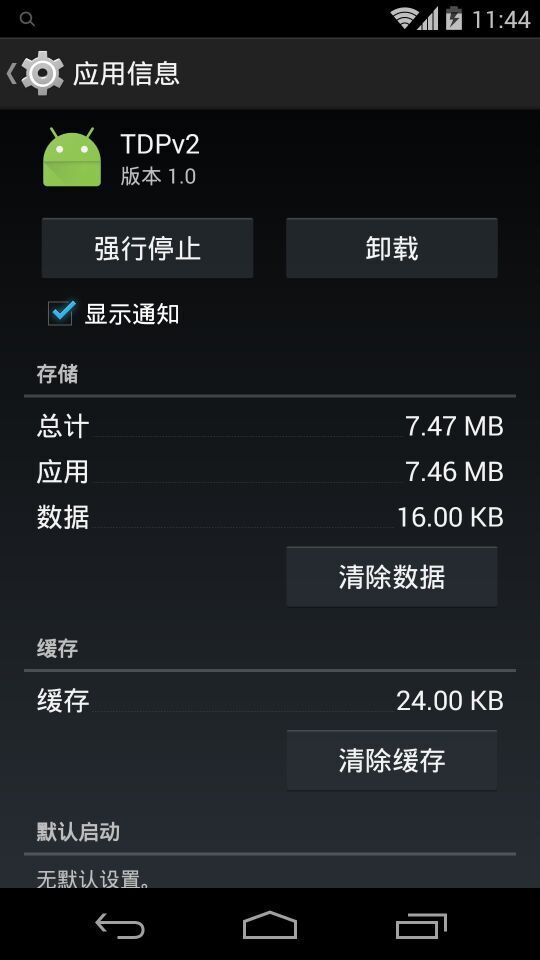 11:44
应用信息
TDPv2
版本 1.0
强行停止 卸载
显示通知
存储
总计 7.47 MB
应用 7.46 MB
数据 16.00 KB
清除数据
缓存
缓存 24.00 KB
清除缓存
默认启动
无默认设置。